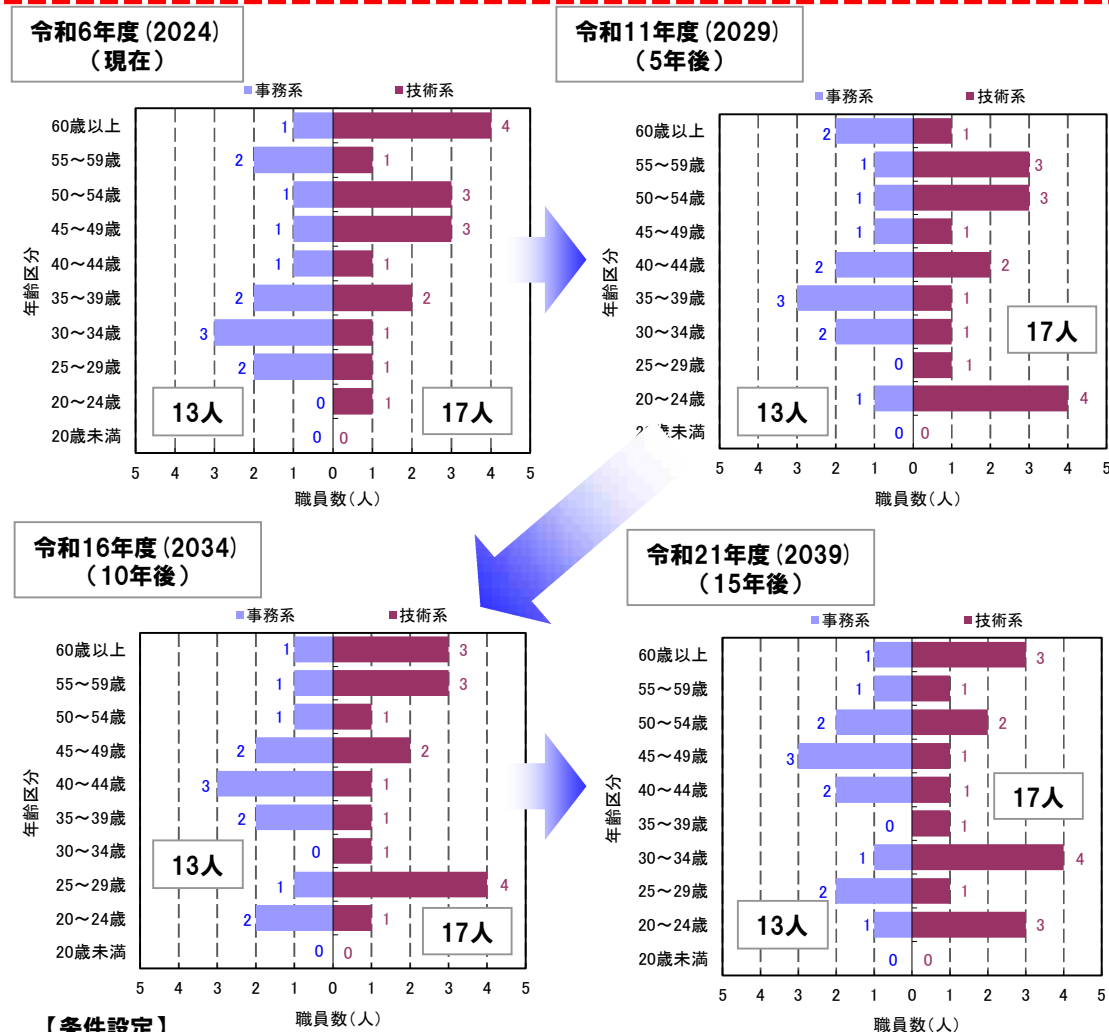 令和6年度(2024)
(現在)
■事務系 ■技術系
年齢区分
60歳以上 1 4
55～59歳 2 1
50～54歳 1 3
45～49歳 1 3
40～44歳 1 1
35～39歳 2 2
30～34歳 3 1
25～29歳 2 1
20～24歳 0 1
20歳未満 0 0
13人 17人
5 4 3 2 1 0 1 2 3 4 5
職員数(人)
令和11年度(2029)
(5年後)
■事務系 ■技術系
年齢区分
60歳以上 2 1
55～59歳 1 3
50～54歳 1 3
45～49歳 1 1
40～44歳 2 2
35～39歳 3 1
30～34歳 2 1
25～29歳 0 1
20～24歳 1 4
歳未満 0 0
13人 17人
5 4 3 2 1 0 1 2 3 4 5
職員数(人)
令和16年度(2034)
(10年後)
■事務系 ■技術系
年齢区分
60歳以上 1 3
55～59歳 1 3
50～54歳 1 1
45～49歳 2 2
40～44歳 3 1
35～39歳 2 1
30～34歳 0 1
25～29歳 1 4
20～24歳 2 1
20歳未満 0 0
13人 17人
5 4 3 2 1 0 1 2 3 4 5
職員数(人)
令和21年度(2039)
(15年後)
■事務系 ■技術系
年齢区分
60歳以上 1 3
55～59歳 1 1
50～54歳 2 2
45～49歳 3 1
40～44歳 2 1
35～39歳 0 1
30～34歳 1 4
25～29歳 2 1
20～24歳 1 3
20歳未満 0 0
13人 17人
5 4 3 2 1 0 1 2 3 4 5
職員数(人)
【条件設定】